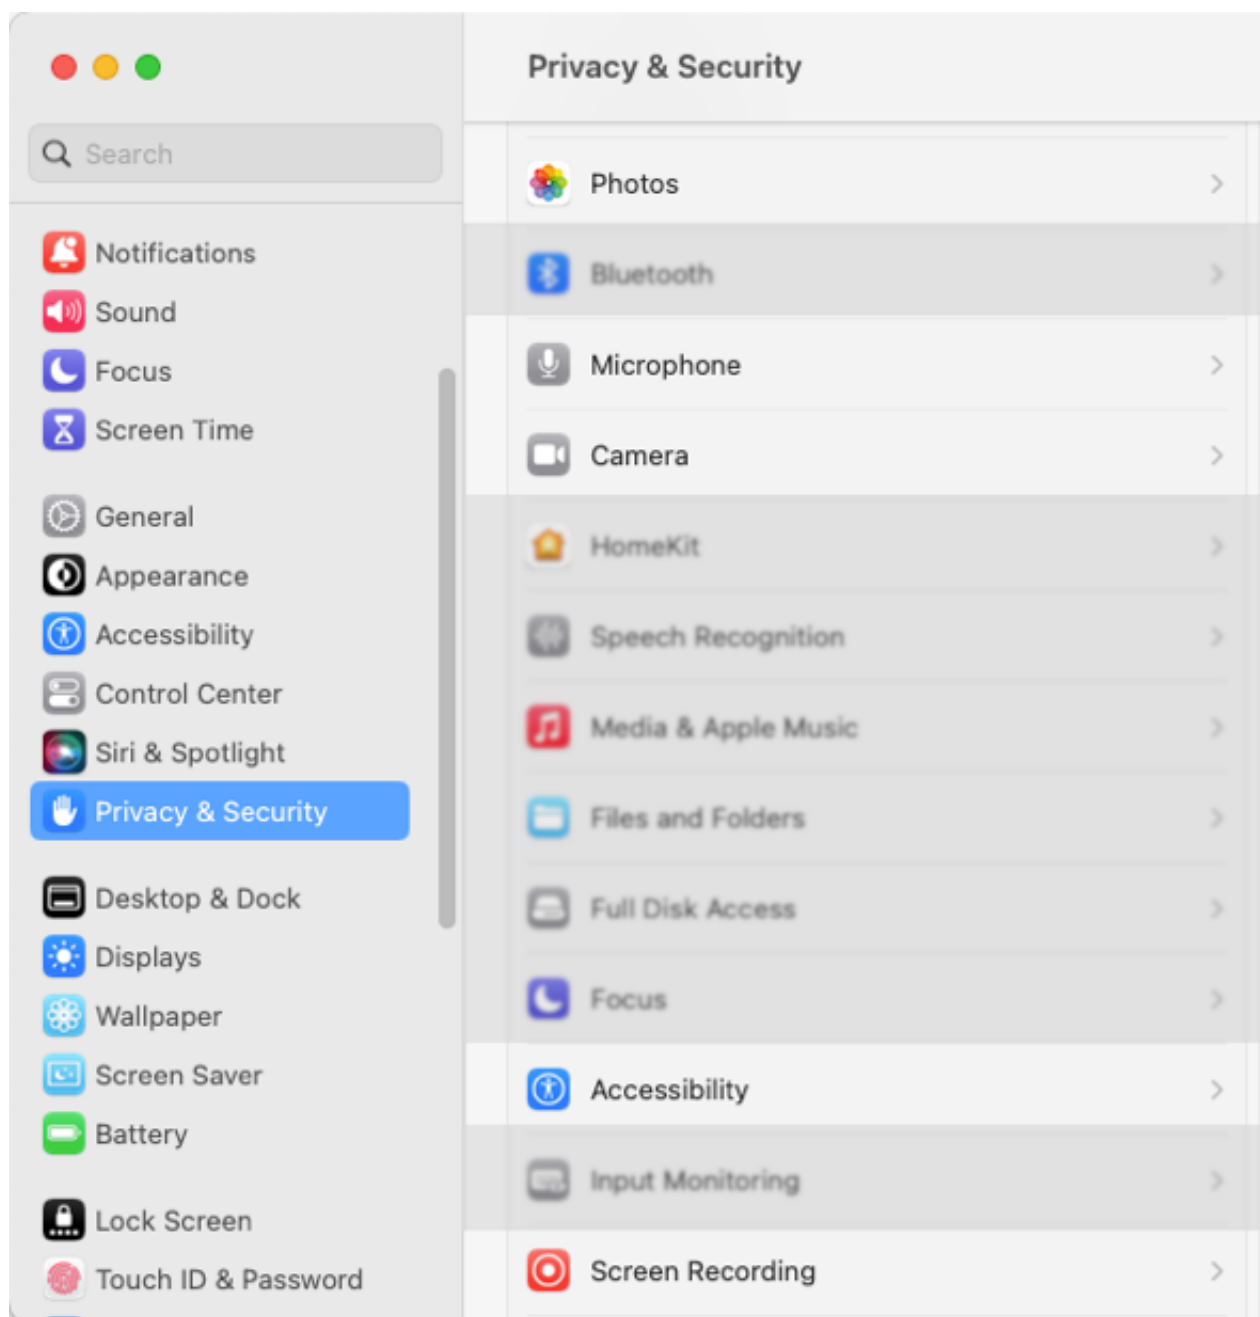 Search
Notifications
Sound
Focus
Screen Time
General
Appearance
Accessibility
Control Center
Siri & Spotlight
Privacy & Security
Desktop & Dock
Displays
Wallpaper
Screen Saver
Battery
Lock Screen
Touch ID & Password
Privacy & Security
Photos
Bluetooth
Microphone
Camera
HomeKit
Speech Recognition
Media & Apple Music
Files and Folders
Full Disk Access
Focus
Accessibility
Input Monitoring
Screen Recording